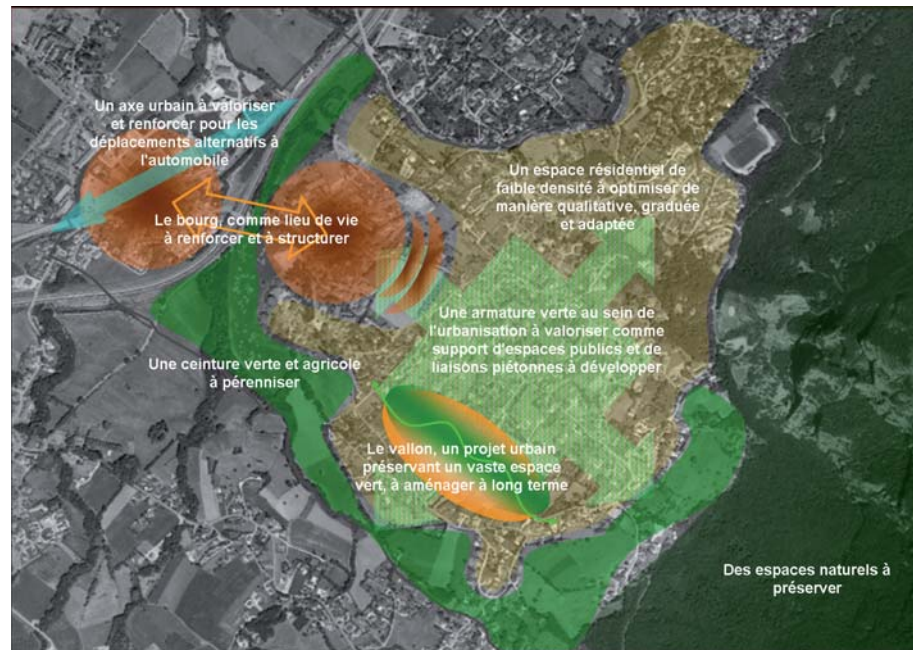 Un axe urbain à valoriser
et renforcer pour les
déplacements alternatifs à
l'automobile
Le bourg, comme lieu de vie
à renforcer et à structurer
Un espace résidentiel de
faible densité à optimiser de
manière qualitative, graduée
et adaptée
Une armature verte au sein de
l'urbanisation à valoriser comme
support d'espaces publics et de
liaisons piétonnes à développer
Une ceinture verte et agricole
à pérenniser
Le vallon, un projet urbain
préservant un vaste espace
vert, à aménager à long terme
Des espaces naturels à
préserver